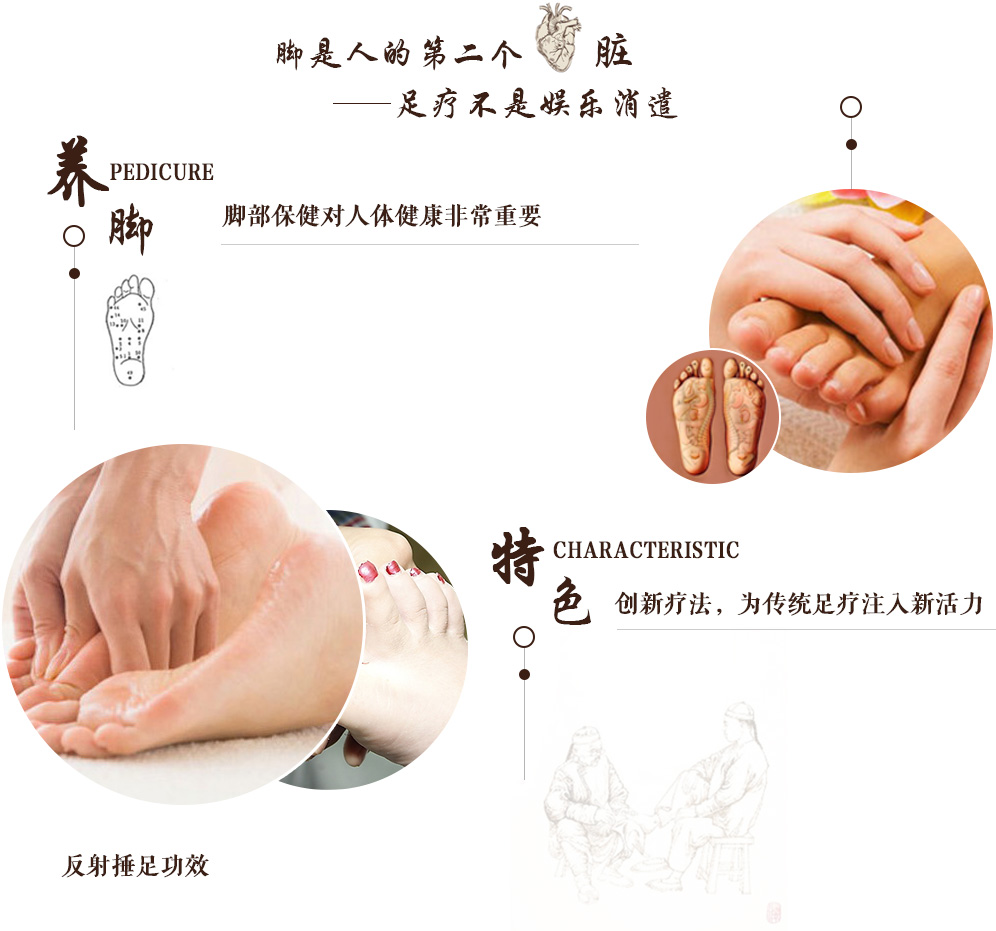 脚是人的第二个脏
——足疗不是娱乐消遣
养脚
PEDICURE
脚部保健对人体健康非常重要
特色
CHARACTERISTIC
创新疗法，为传统足疗注入新活力
反射捶足功效